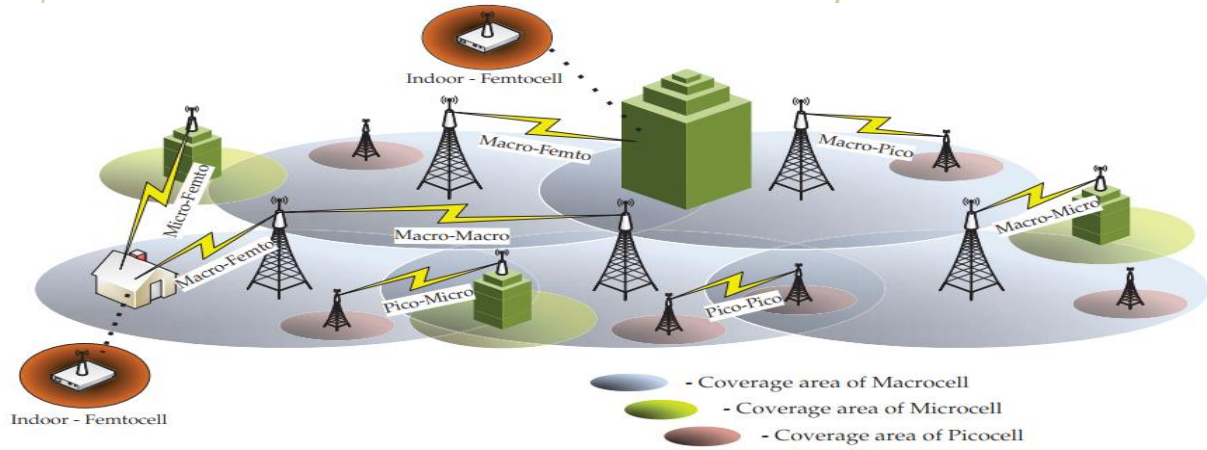 Indoor - Femtocell
Macro-Femto
Macro-Pico
Micro-Femto
Macro-Femto
Macro-Macro
Macro-Micro
Pico-Micro
Pico-Pico
Indoor - Femtocell
- Coverage area of Macrocell
- Coverage area of Microcell
- Coverage area of Picocell